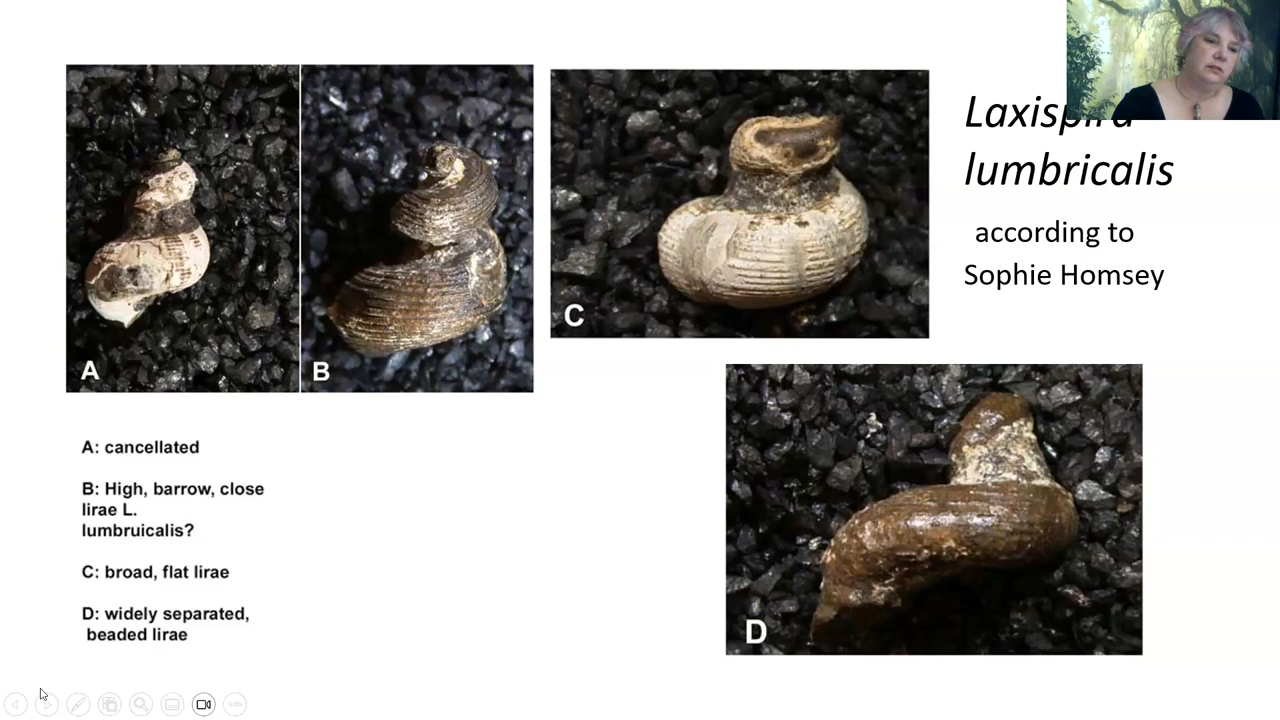 Laxispira
lumbricalis
according to
Sophie Homsey
A
B
C
D
A: cancellated
B: High, barrow, close
lirae L.
lumbruicalis?
C: broad, flat lirae
D: widely separated,
beaded lirae